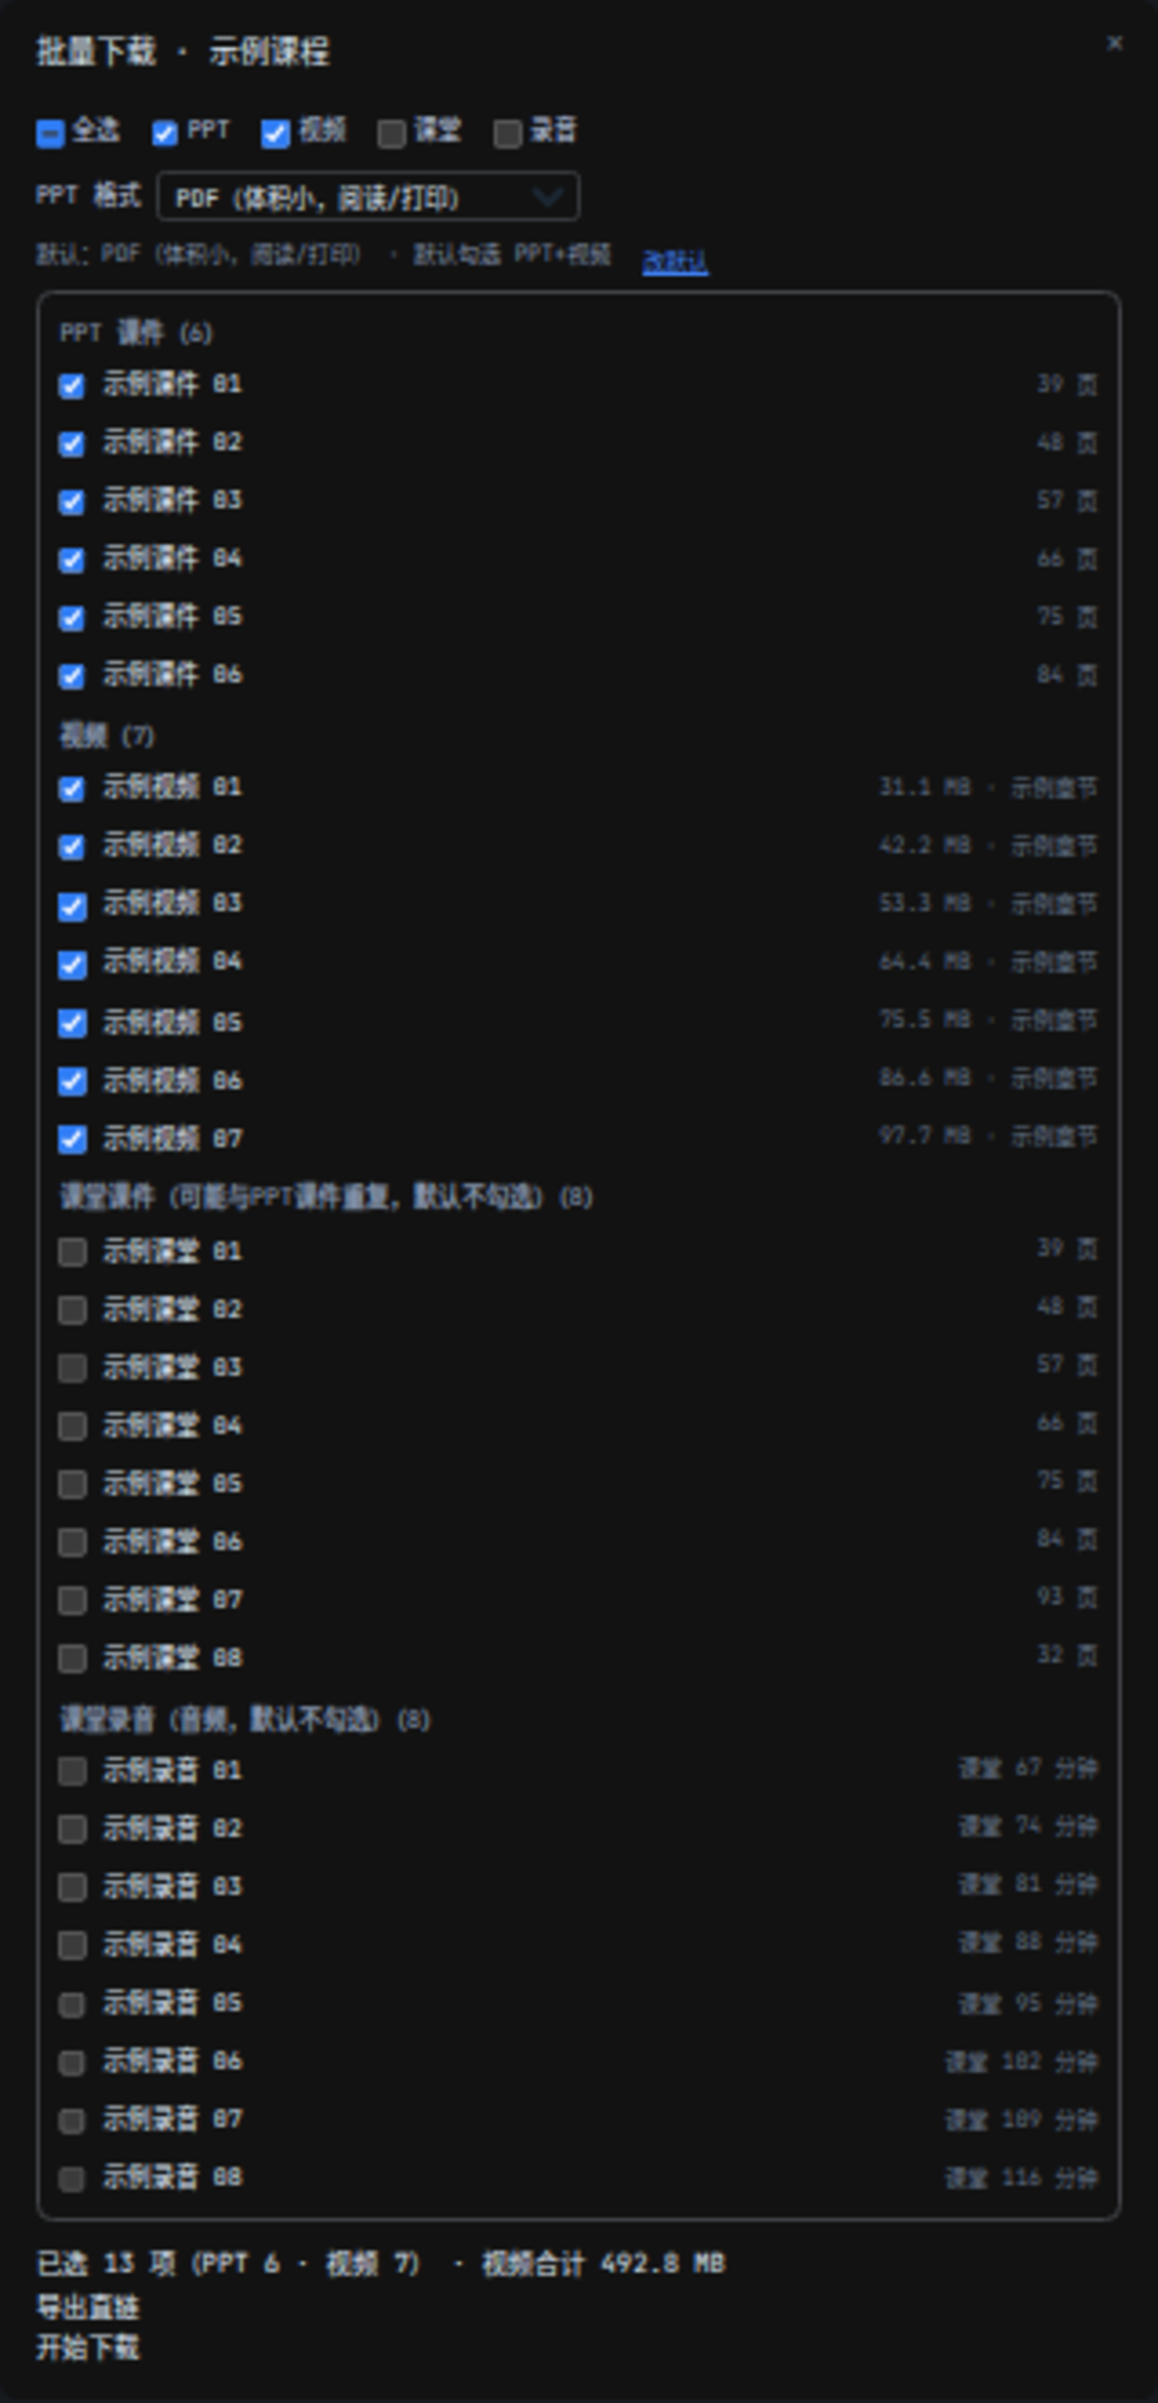 批量下载 · 示例课程 ×
全选 PPT 视频 课堂 录音
PPT 格式 PDF (体积小, 阅读/打印)
默认: PDF (体积小, 阅读/打印) · 默认勾选 PPT+视频 改默认
PPT 课件 (6)
示例课件 01 39 页
示例课件 02 48 页
示例课件 03 57 页
示例课件 04 66 页
示例课件 05 75 页
示例课件 06 84 页
视频 (7)
示例视频 01 31.1 MB · 示例章节
示例视频 02 42.2 MB · 示例章节
示例视频 03 53.3 MB · 示例章节
示例视频 04 64.4 MB · 示例章节
示例视频 05 75.5 MB · 示例章节
示例视频 06 86.6 MB · 示例章节
示例视频 07 97.7 MB · 示例章节
课堂课件 (可能与PPT课件重复, 默认不勾选) (8)
示例课堂 01 39 页
示例课堂 02 48 页
示例课堂 03 57 页
示例课堂 04 66 页
示例课堂 05 75 页
示例课堂 06 84 页
示例课堂 07 93 页
示例课堂 08 32 页
课堂录音 (音频, 默认不勾选) (8)
示例录音 01 课堂 67 分钟
示例录音 02 课堂 74 分钟
示例录音 03 课堂 81 分钟
示例录音 04 课堂 88 分钟
示例录音 05 课堂 95 分钟
示例录音 06 课堂 102 分钟
示例录音 07 课堂 109 分钟
示例录音 08 课堂 116 分钟
已选 13 项 (PPT 6 · 视频 7) · 视频合计 492.8 MB
导出直链
开始下载